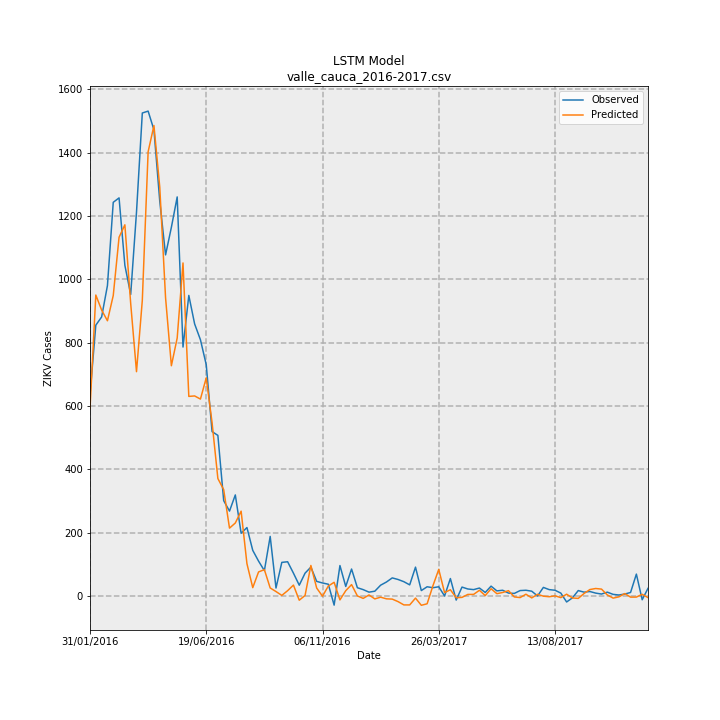 LSTM Model
valle_cauca_2016-2017.csv
Observed
Predicted
ZIKV Cases
1600
1400
1200
1000
800
600
400
200
0
31/01/2016
19/06/2016
06/11/2016
26/03/2017
13/08/2017
Date